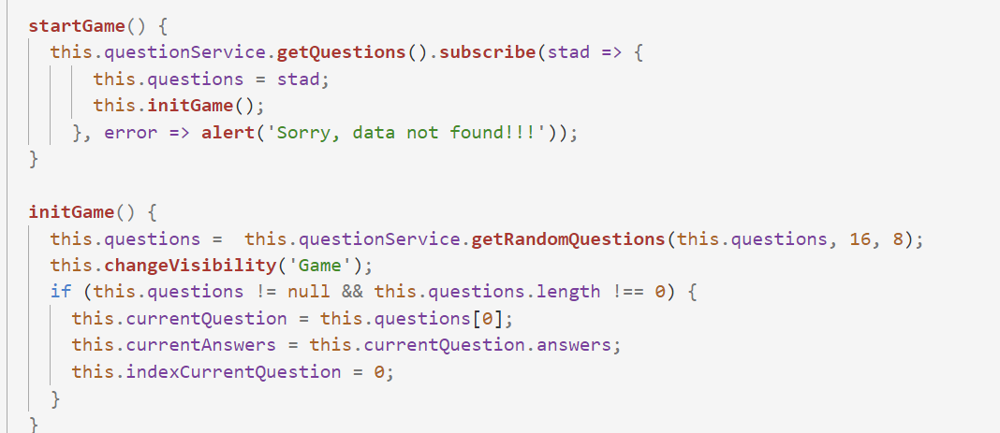 startGame() {
this.questionService.getQuestions().subscribe(stad => {
this.questions = stad;
this.initGame();
}, error => alert('Sorry, data not found!!!'));
}
initGame() {
this.questions =  this.questionService.getRandomQuestions(this.questions, 16, 8);
this.changeVisibility('Game');
if (this.questions != null && this.questions.length !== 0) {
this.currentQuestion = this.questions[0];
this.currentAnswers = this.currentQuestion.answers;
this.indexCurrentQuestion = 0;
}
}